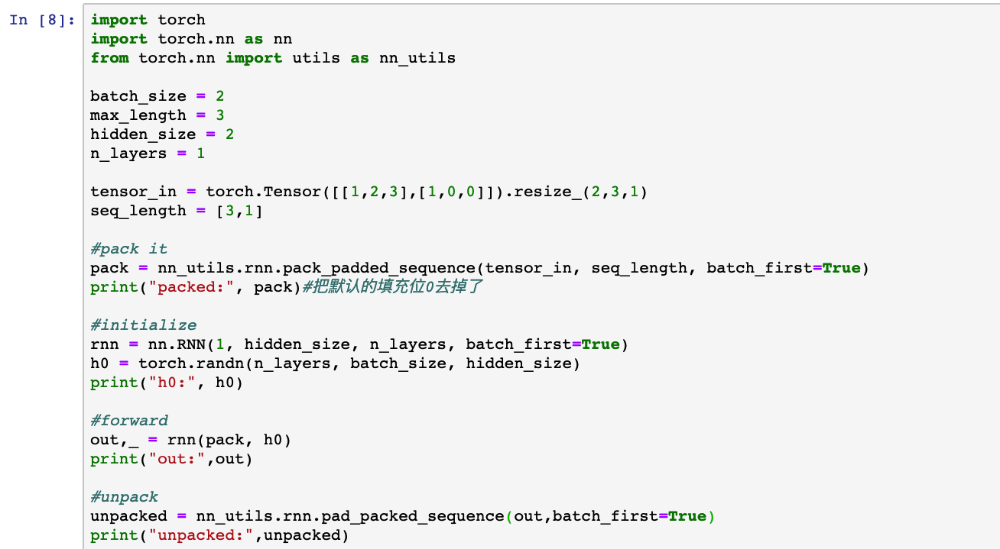 In [8]:
import torch
import torch.nn as nn
from torch.nn import utils as nn_utils
batch_size = 2
max_length = 3
hidden_size = 2
n_layers = 1
tensor_in = torch.Tensor([[1,2,3],[1,0,0]]).resize_(2,3,1)
seq_length = [3,1]
#pack it
pack = nn_utils.rnn.pack_padded_sequence(tensor_in, seq_length, batch_first=True)
print("packed:", pack)#把默认的填充位0去掉了
#initialize
rnn = nn.RNN(1, hidden_size, n_layers, batch_first=True)
h0 = torch.randn(n_layers, batch_size, hidden_size)
print("h0:", h0)
#forward
out,_ = rnn(pack, h0)
print("out:",out)
#unpack
unpacked = nn_utils.rnn.pad_packed_sequence(out,batch_first=True)
print("unpacked:",unpacked)